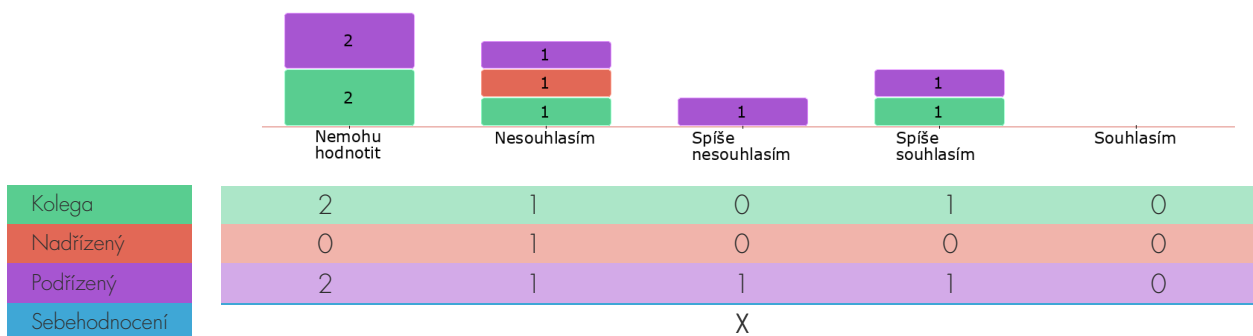 2
2
1
1
1
1
1
1
Nemohu
hodnotit
Nesouhlasím
Spíše
nesouhlasím
Spíše
souhlasím
Souhlasím
Kolega 2 1 0 1 0
Nadřízený 0 1 0 0 0
Podřízený 2 1 1 1 0
Sebehodnocení X